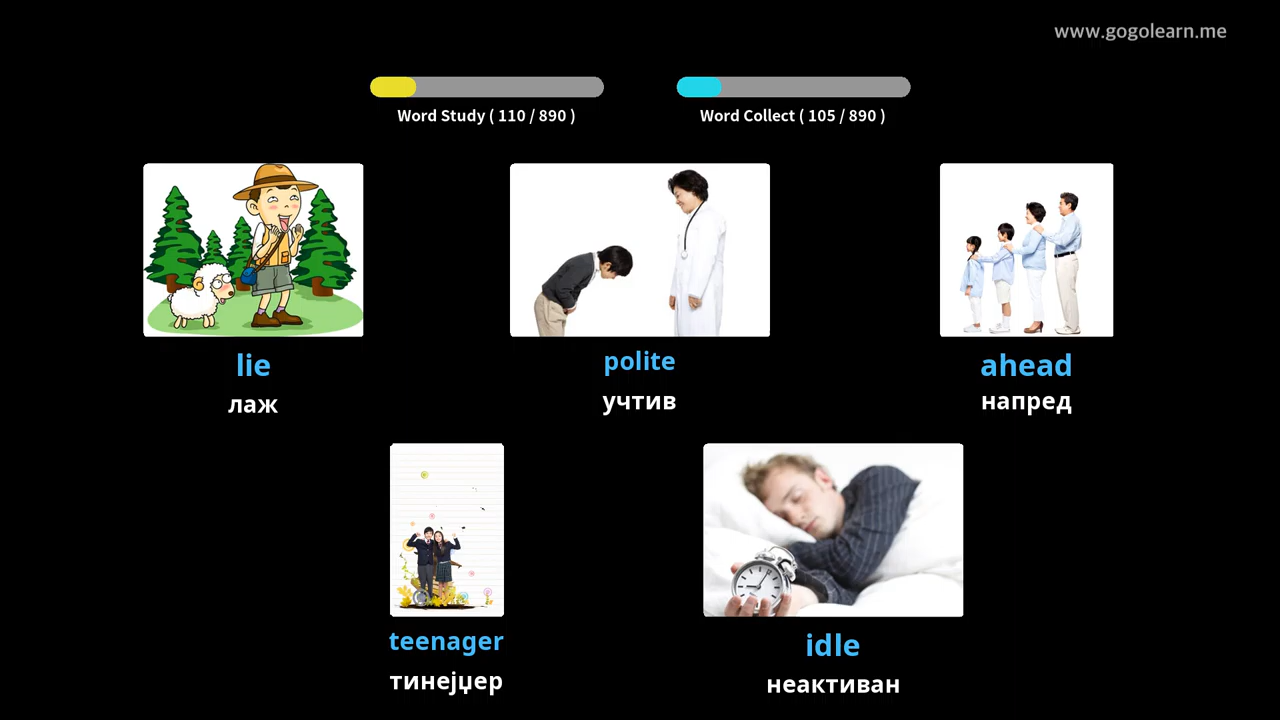 www.gogolearn.me
Word Study ( 110 / 890 )
Word Collect ( 105 / 890 )
lie
лаж
polite
учтив
ahead
напред
teenager
тинејџер
idle
неактиван